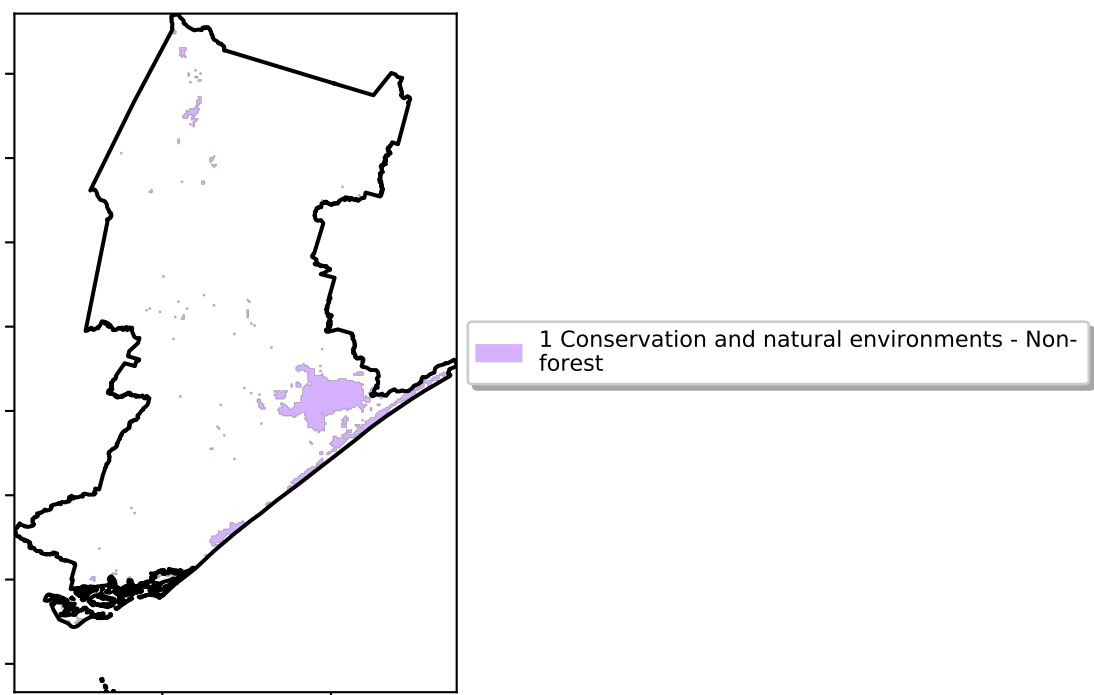 1 Conservation and natural environments - Non-
forest